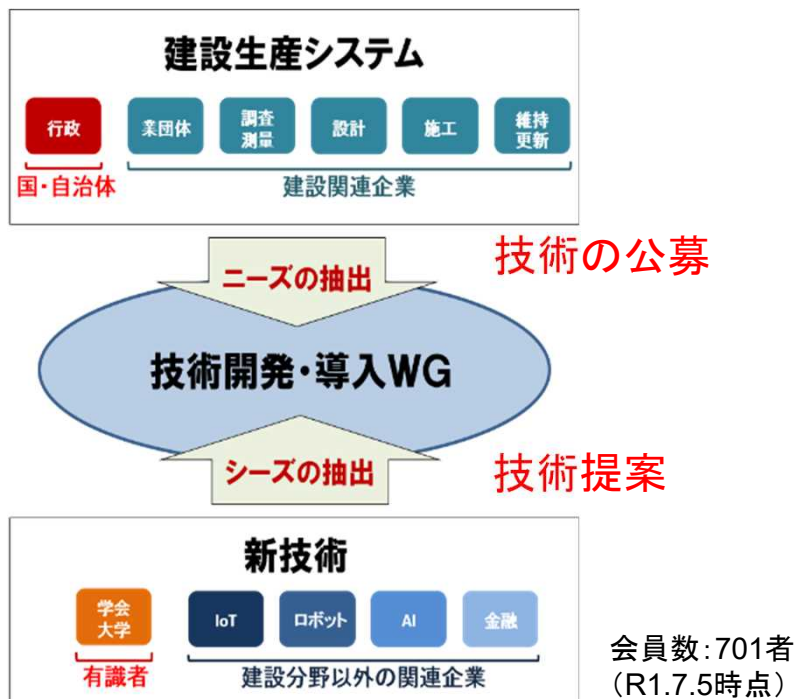 建設生産システム
行政
業団体
調査
測量
設計
施工
維持
更新
国・自治体
建設関連企業
技術の公募
ニーズの抽出
技術開発・導入WG
シーズの抽出
技術提案
新技術
学会
大学
IoT
ロボット
AI
金融
有識者
建設分野以外の関連企業
会員数:701者
（R1.7.5時点）